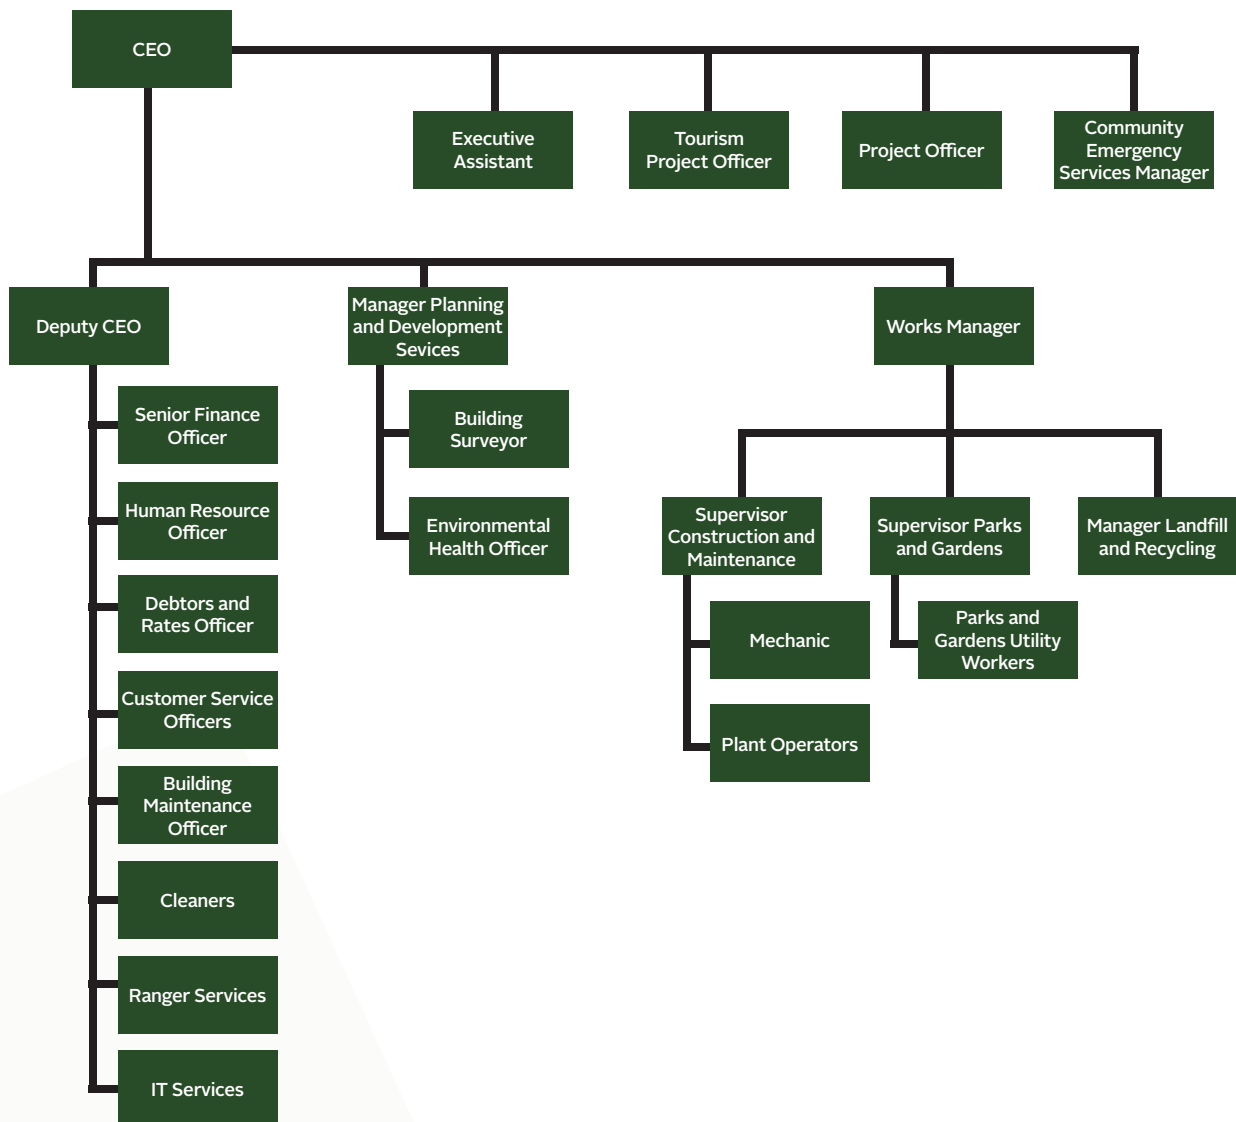 CEO
Executive
Assistant
Tourism
Project Officer
Project Officer
Community
Emergency
Services Manager
Deputy CEO
Manager Planning
and Development
Sevices
Works Manager
Senior Finance
Officer
Human Resource
Officer
Debtors and
Rates Officer
Customer Service
Officers
Building
Maintenance
Officer
Cleaners
Ranger Services
IT Services
Building
Surveyor
Environmental
Health Officer
Supervisor
Construction and
Maintenance
Mechanic
Plant Operators
Supervisor Parks
and Gardens
Parks and
Gardens Utility
Workers
Manager Landfill
and Recycling